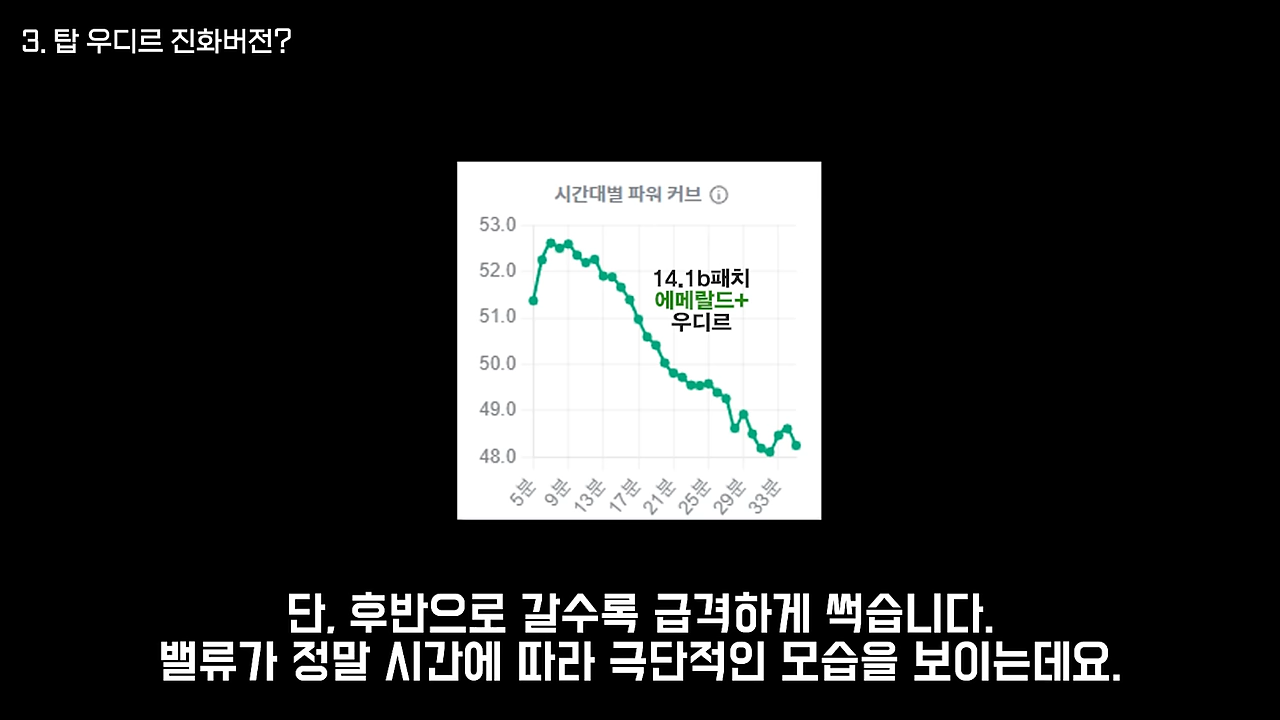 3. 탑 우디르 진화버전?
시간대별 파워 커브 ⓘ
53.0
52.0
51.0
50.0
49.0
48.0
14.1b패치
에메랄드+
우디르
5분
9분
13분
17분
21분
25분
29분
33분
단, 후반으로 갈수록 급격하게 썩습니다.
밸류가 정말 시간에 따라 극단적인 모습을 보이는데요.